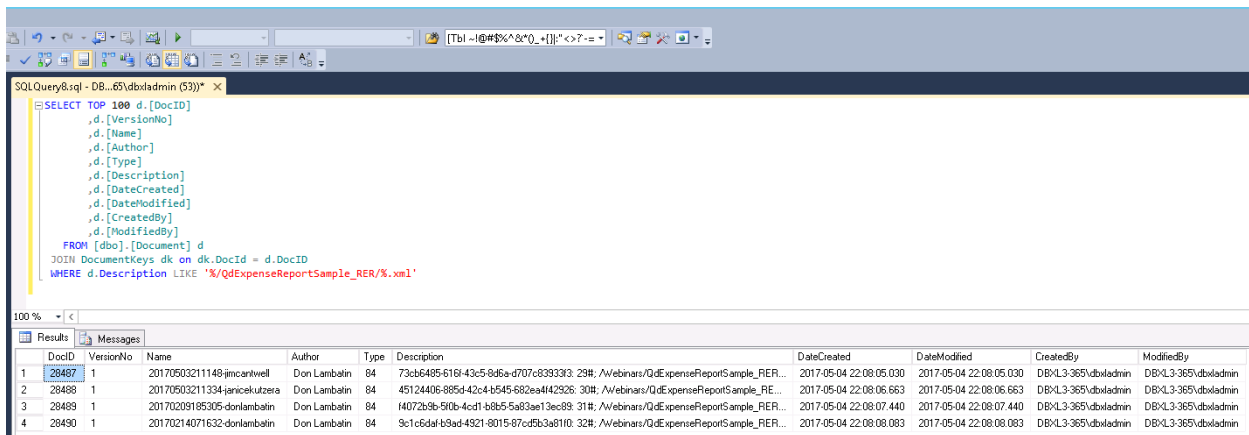 [Tbl ~!@#$%^&*()_+{}|:"<>?`-=
SQLQuery8.sql - DB...65\dbxladmin (53))* X
SELECT TOP 100 d.[DocID]
,d.[VersionNo]
,d.[Name]
,d.[Author]
,d.[Type]
,d.[Description]
,d.[DateCreated]
,d.[DateModified]
,d.[CreatedBy]
,d.[ModifiedBy]
FROM [dbo].[Document] d
JOIN DocumentKeys dk on dk.DocId = d.DocID
WHERE d.Description LIKE '%/QdExpenseReportSample_RER/%.xml'
100 %
Results Messages
DocID VersionNo Name Author Type Description DateCreated DateModified CreatedBy ModifiedBy
1 28487 1 20170503211148-jimcantwell Don Lambatin 84 73cb6485-616f-43c5-8d6a-d707c83933f3: 29#; /Webinars/QdExpenseReportSample_RER... 2017-05-04 22:08:05.030 2017-05-04 22:08:05.030 DBXL3-365\dbxladmin DBXL3-365\dbxladmin
2 28488 1 20170503211334-janicekutzera Don Lambatin 84 45124406-885d-42c4-b545-682ea4f42926: 30#; /Webinars/QdExpenseReportSample_RE... 2017-05-04 22:08:06.663 2017-05-04 22:08:06.663 DBXL3-365\dbxladmin DBXL3-365\dbxladmin
3 28489 1 20170209185305-donlambatin Don Lambatin 84 f4072b9b-5f0b-4cd1-b8b5-5a83ae13ec89: 31#; /Webinars/QdExpenseReportSample_RER... 2017-05-04 22:08:07.440 2017-05-04 22:08:07.440 DBXL3-365\dbxladmin DBXL3-365\dbxladmin
4 28490 1 20170214071632-donlambatin Don Lambatin 84 9c1c6daf-b9ad-4921-8015-87cd5b3a81f0: 32#; /Webinars/QdExpenseReportSample_RER... 2017-05-04 22:08:08.083 2017-05-04 22:08:08.083 DBXL3-365\dbxladmin DBXL3-365\dbxladmin